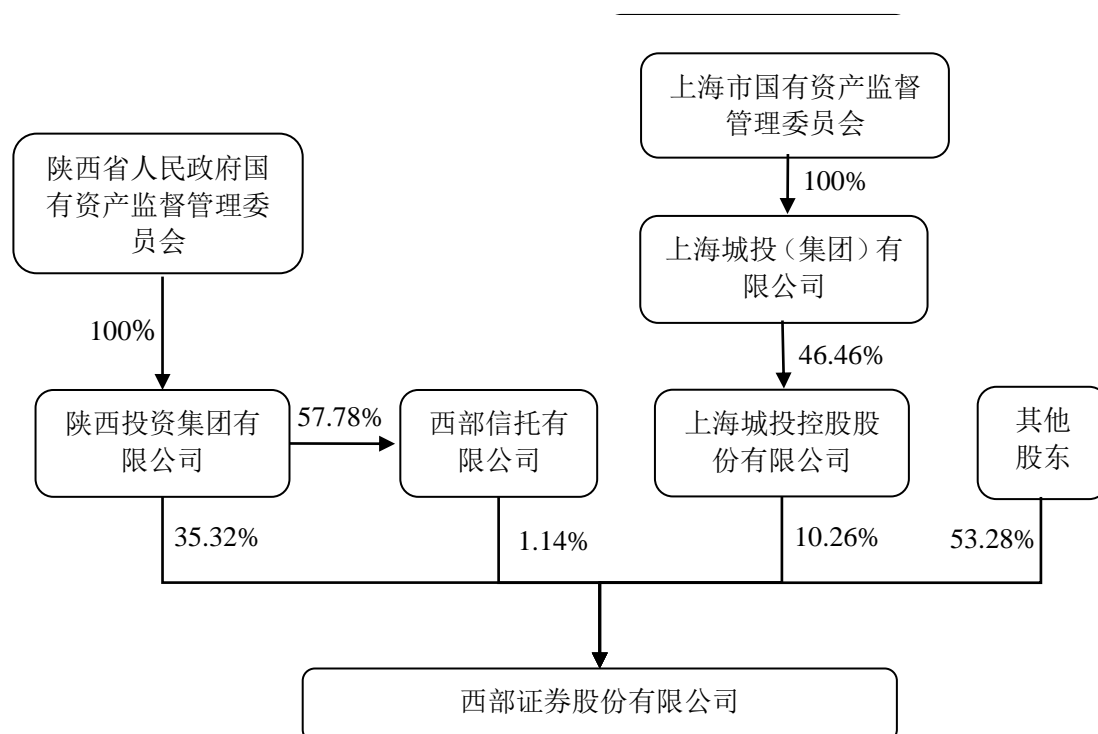 上海市国有资产监督
管理委员会
陕西省人民政府国
有资产监督管理委
员会
100%
上海城投（集团）有
限公司
100%
46.46%
陕西投资集团有
限公司
57.78%
西部信托有
限公司
上海城投控股股
份有限公司
其他
股东
35.32%
1.14%
10.26%
53.28%
西部证券股份有限公司